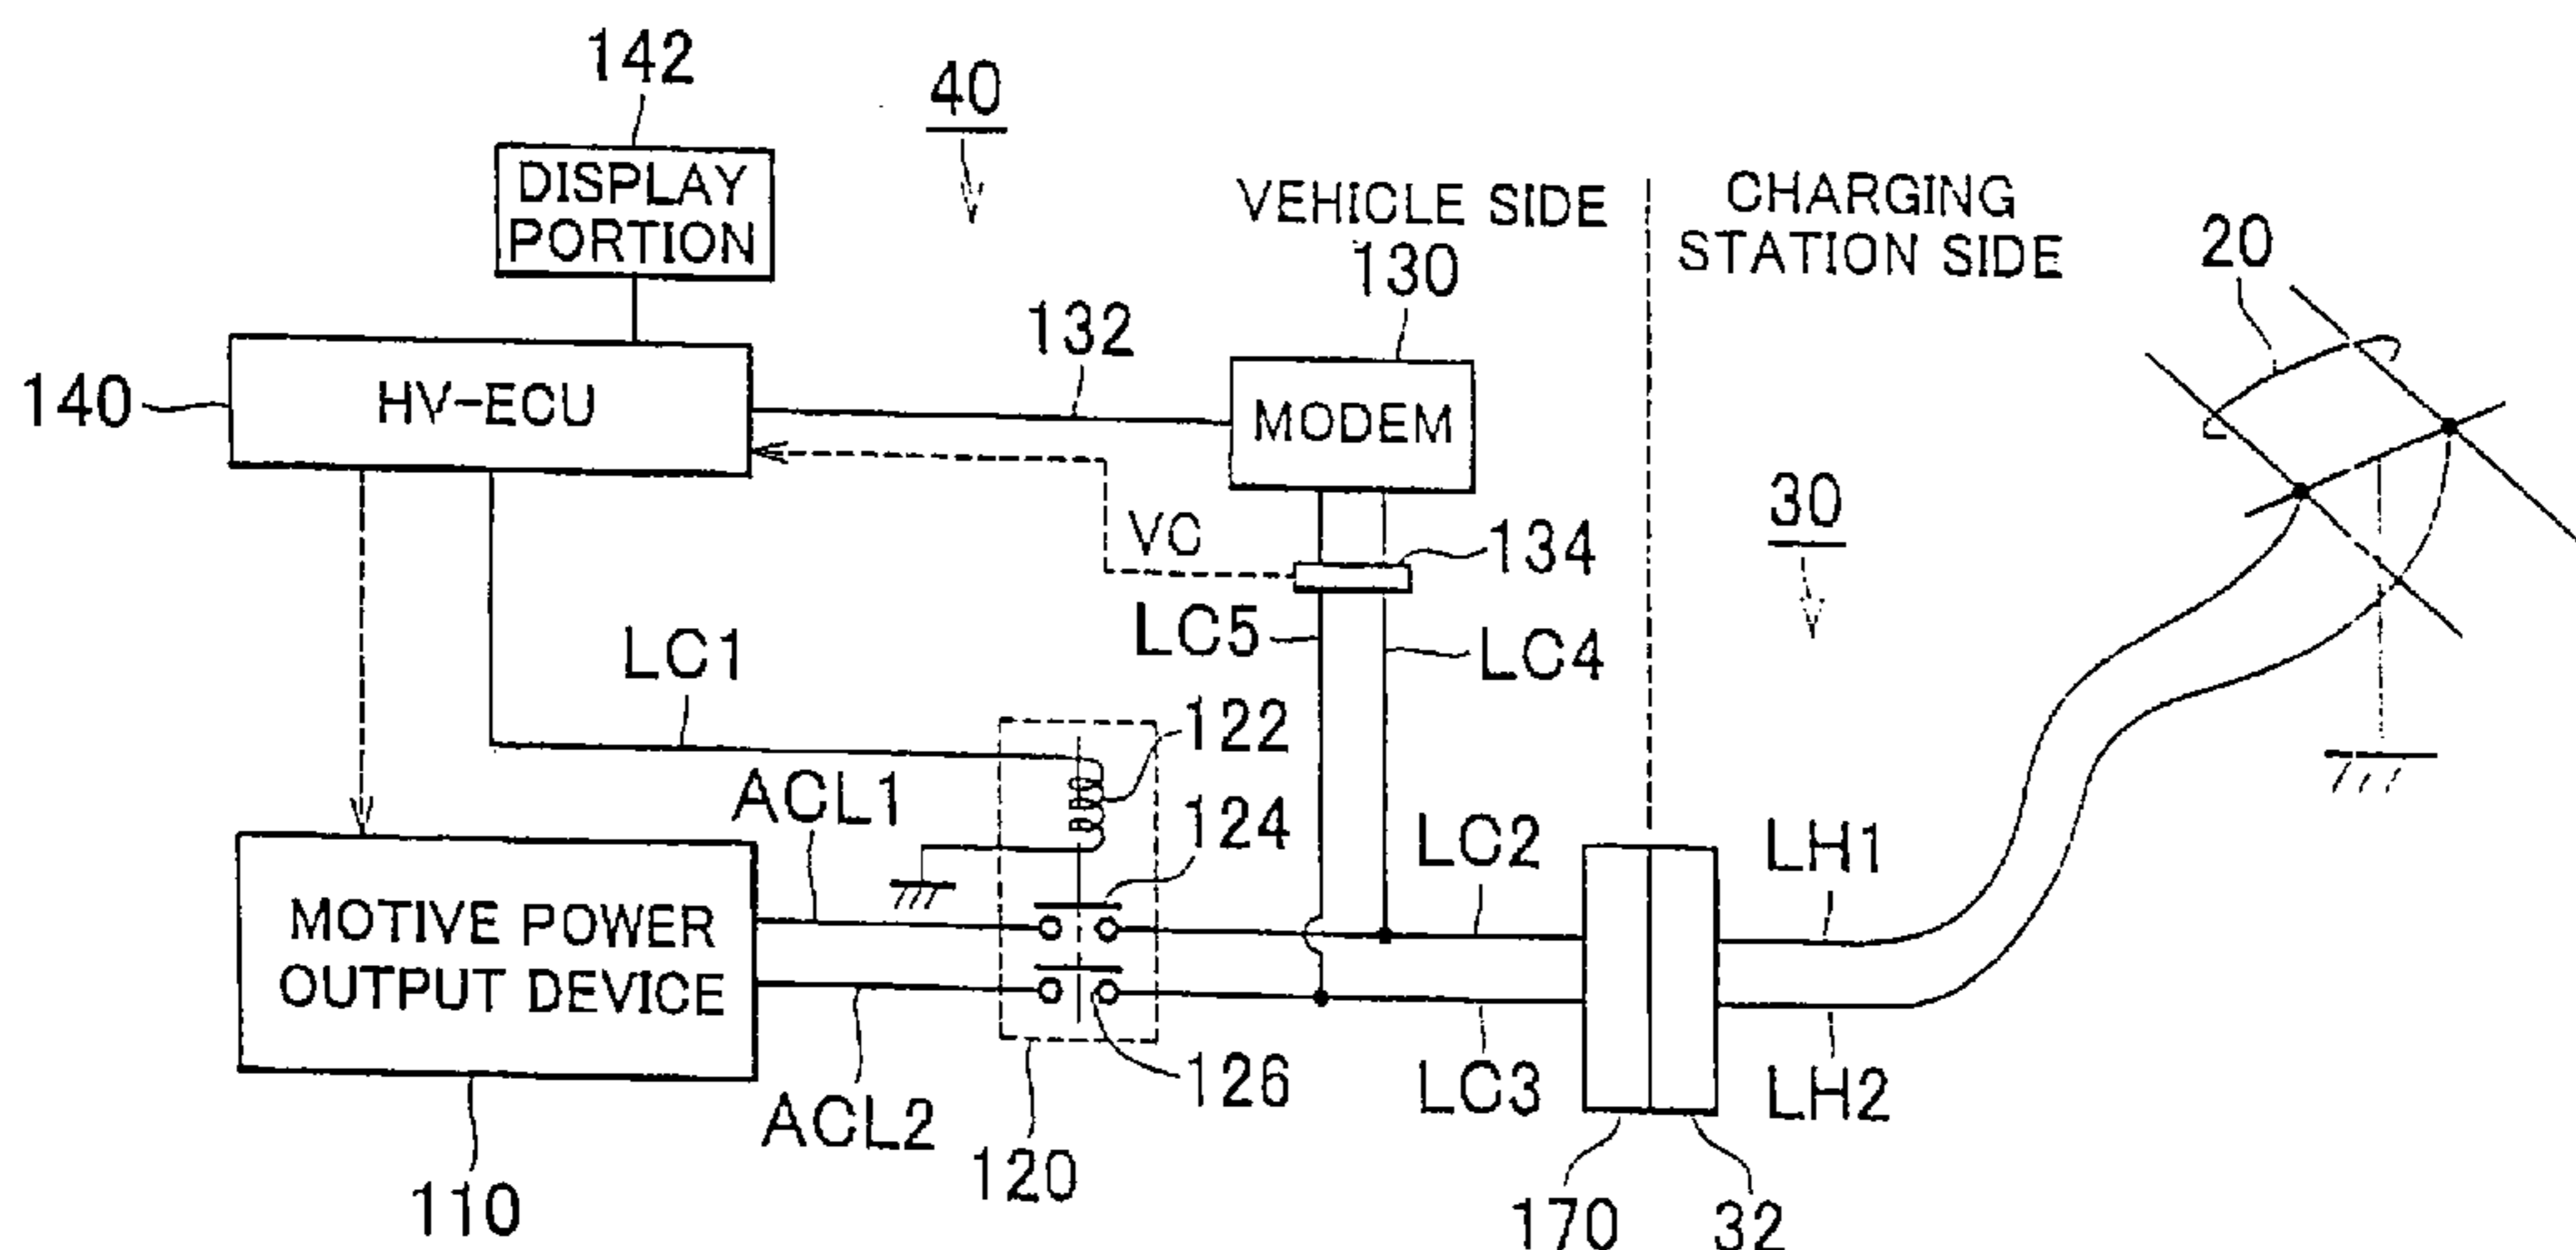 142
40
DISPLAY
PORTION
VEHICLE SIDE
CHARGING
STATION SIDE
20
130
132
140
HV-ECU
MODEM
30
VC
134
LC5
LC4
LC1
122
ACL1
124
LC2
LH1
MOTIVE POWER
OUTPUT DEVICE
126
LC3
LH2
ACL2
120
110
170
32